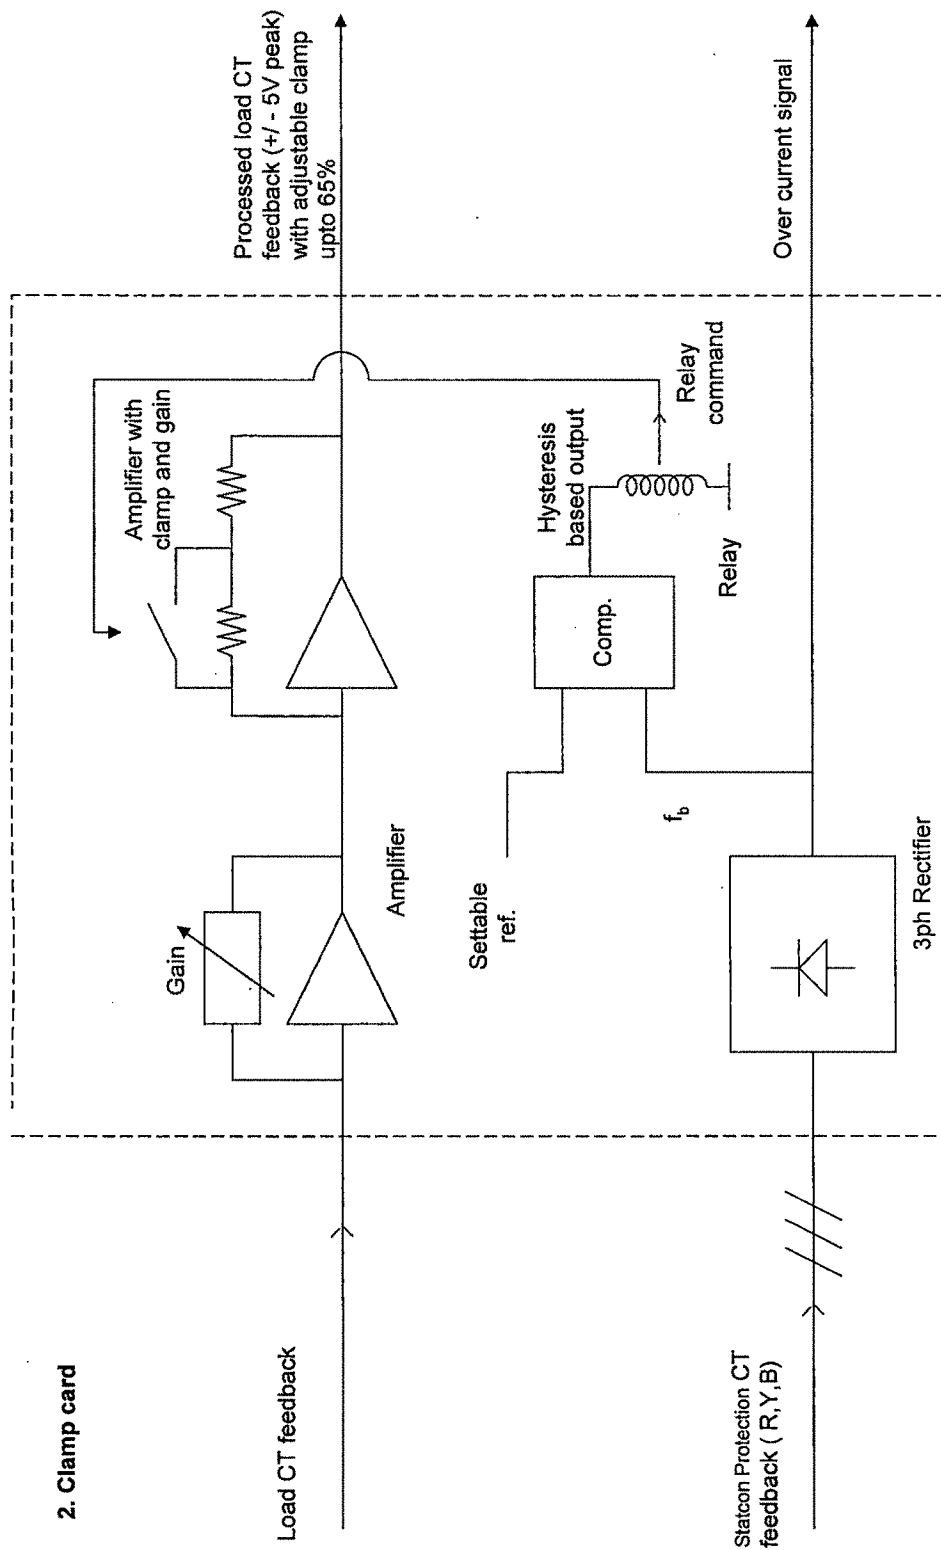 2. Clamp card
Load CT feedback
Gain
Amplifier
Amplifier with
clamp and gain
Processed load CT
feedback (+/ - 5V peak)
with adjustable clamp
upto 65%
Settable
ref.
Comp.
Hysteresis
based output
Relay
command
Relay
fb
Statcon Protection CT
feedback ( R,Y,B)
3ph Rectifier
Over current signal